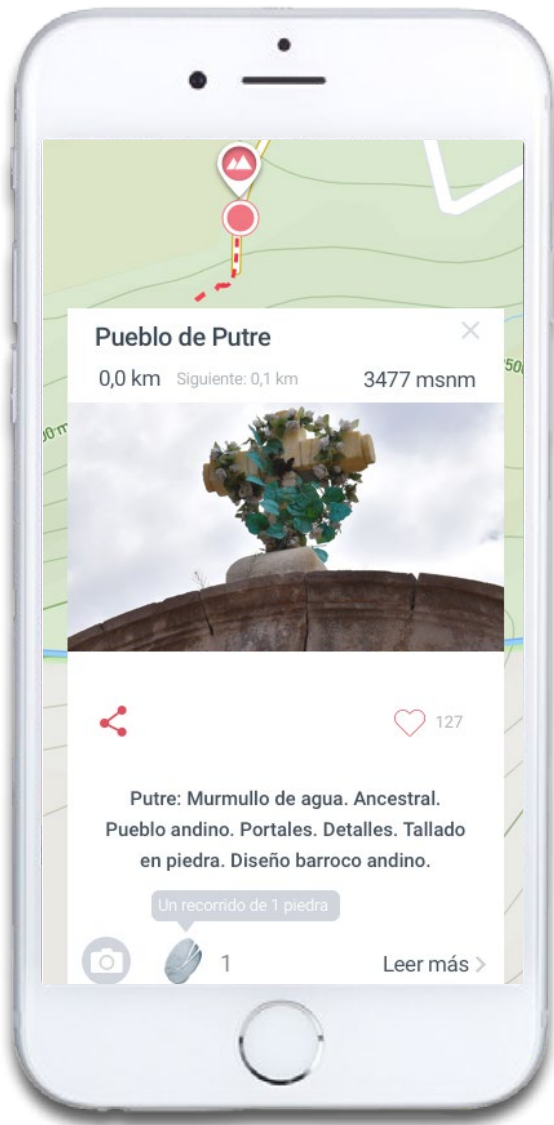 Pueblo de Putre
0,0 km Siguiente: 0,1 km 3477 msnm
127
Putre: Murmullo de agua. Ancestral.
Pueblo andino. Portales. Detalles. Tallado
en piedra. Diseño barroco andino.
Un recorrido de 1 piedra
1
Leer más